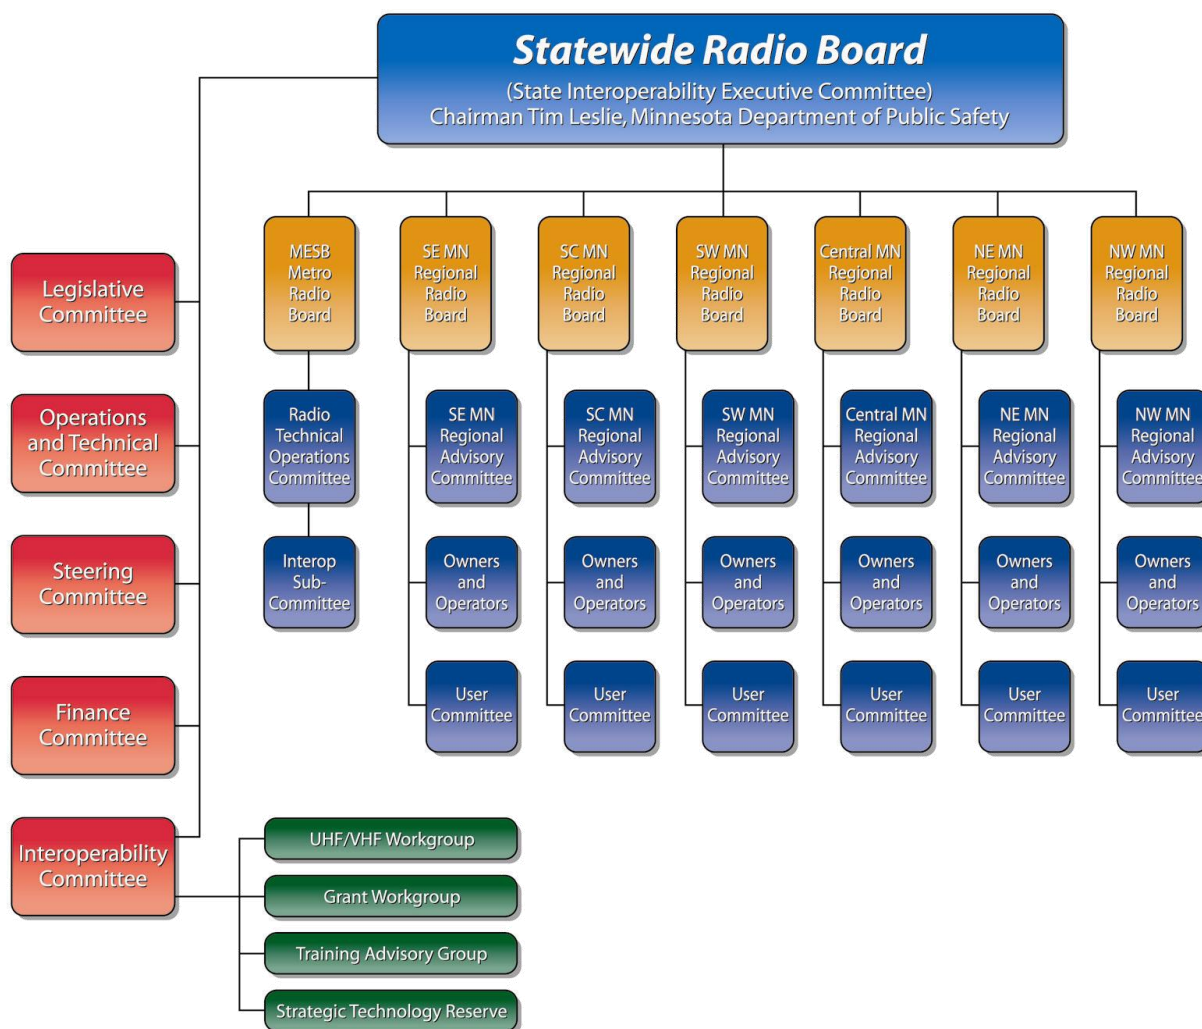 Statewide Radio Board
(State Interoperability Executive Committee)
Chairman Tim Leslie, Minnesota Department of Public Safety
Legislative
Committee
Operations
and Technical
Committee
Steering
Committee
Finance
Committee
Interoperability
Committee
MESB
Metro
Radio
Board
SE MN
Regional
Radio
Board
SC MN
Regional
Radio
Board
SW MN
Regional
Radio
Board
Central MN
Regional
Radio
Board
NE MN
Regional
Radio
Board
NW MN
Regional
Radio
Board
Radio
Technical
Operations
Committee
SE MN
Regional
Advisory
Committee
SC MN
Regional
Advisory
Committee
SW MN
Regional
Advisory
Committee
Central MN
Regional
Advisory
Committee
NE MN
Regional
Advisory
Committee
NW MN
Regional
Advisory
Committee
Interop
Sub-
Committee
Owners
and
Operators
Owners
and
Operators
Owners
and
Operators
Owners
and
Operators
Owners
and
Operators
Owners
and
Operators
User
Committee
User
Committee
User
Committee
User
Committee
User
Committee
User
Committee
UHF/VHF Workgroup
Grant Workgroup
Training Advisory Group
Strategic Technology Reserve